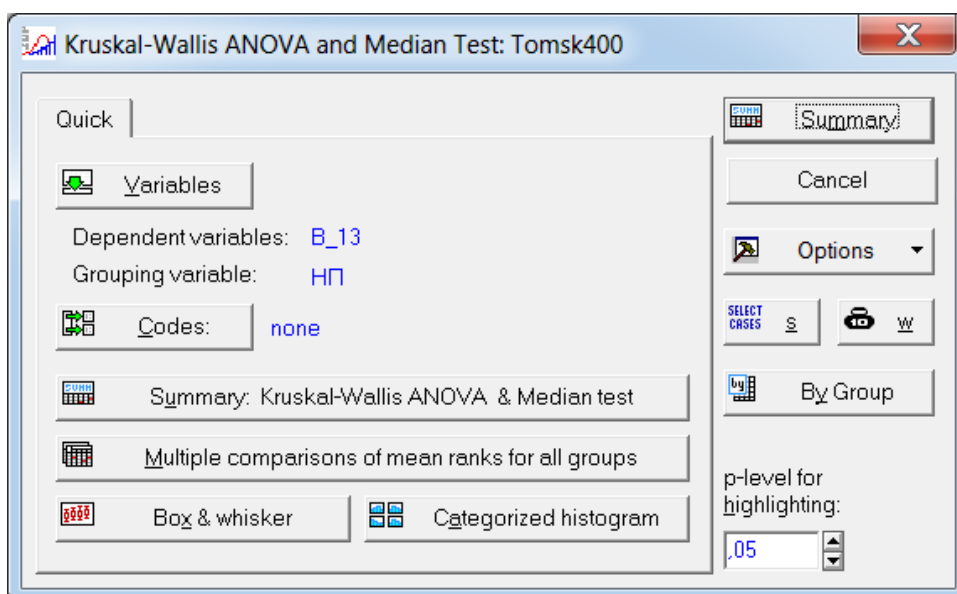 Kruskal-Wallis ANOVA and Median Test: Tomsk400
Quick
Variables
Dependent variables: В_13
Grouping variable: НП
Codes: none
Summary: Kruskal-Wallis ANOVA & Median test
Multiple comparisons of mean ranks for all groups
Box & whisker
Categorized histogram
Summary
Cancel
Options
SELECT CASES S
W
By Group
p-level for
highlighting:
,05